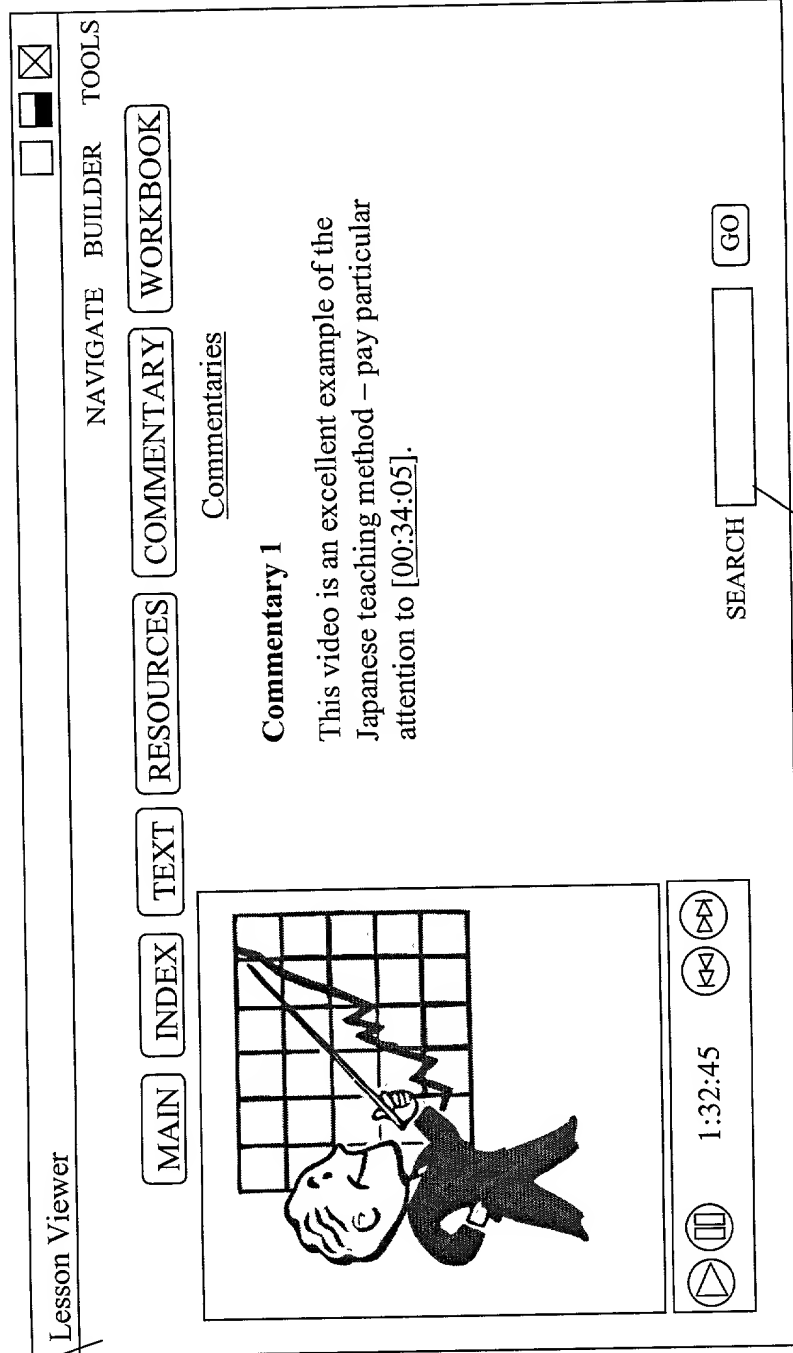 Lesson Viewer
NAVIGATE BUILDER TOOLS
MAIN INDEX TEXT RESOURCES COMMENTARY WORKBOOK
Commentaries
Commentary 1
This video is an excellent example of the
Japanese teaching method – pay particular
attention to [00:34:05].
1:32:45
SEARCH GO